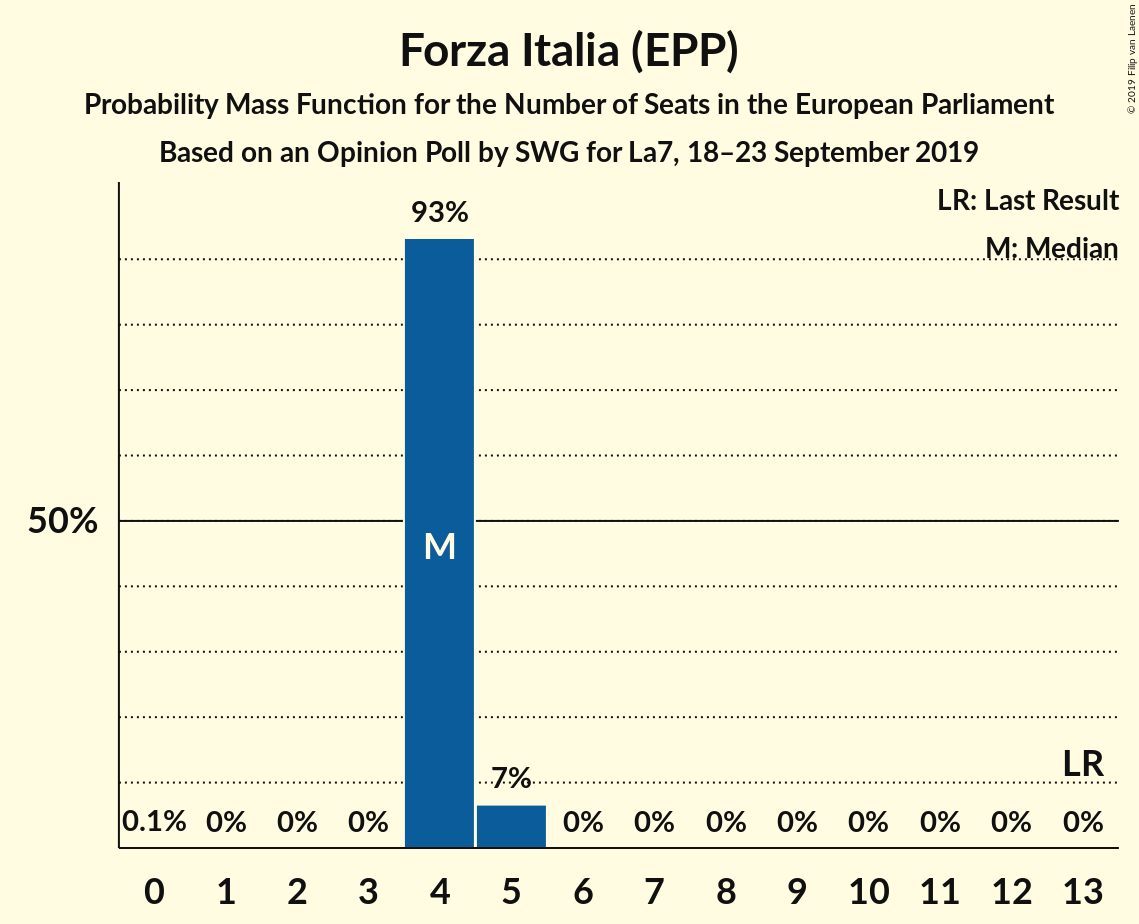 Forza Italia (EPP)
Probability Mass Function for the Number of Seats in the European Parliament
Based on an Opinion Poll by SWG for La7, 18–23 September 2019
© 2019 Filip van Laenen
LR: Last Result
M: Median
93%
50%
M
7%
LR
0.1% 0% 0% 0% 0% 0% 0% 0% 0% 0% 0% 0%
0 1 2 3 4 5 6 7 8 9 10 11 12 13